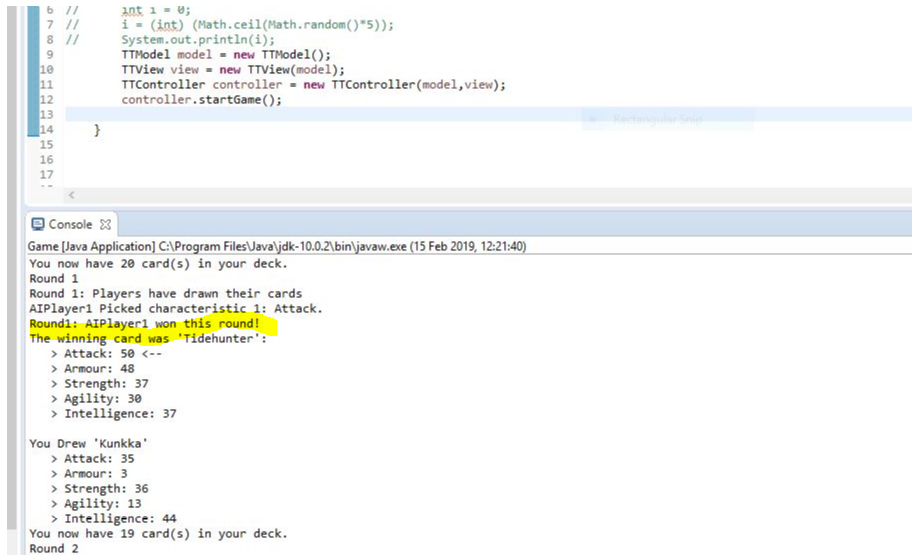 6 // int i = 0;
7 // i = (int) (Math.ceil(Math.random()*5));
8 // System.out.println(i);
9 TTModel model = new TTModel();
10 TTView view = new TTView(model);
11 TTController controller = new TTController(model,view);
12 controller.startGame();
13
Rectangular Snip
14 }
15
16
17
Console
Game [Java Application] C:\Program Files\Java\jdk-10.0.2\bin\javaw.exe (15 Feb 2019, 12:21:40)
You now have 20 card(s) in your deck.
Round 1
Round 1: Players have drawn their cards
AIPlayer1 Picked characteristic 1: Attack.
Round1: AIPlayer1 won this round!
The winning card was 'Tidehunter':
> Attack: 50 <--
> Armour: 48
> Strength: 37
> Agility: 30
> Intelligence: 37
You Drew 'Kunkka'
> Attack: 35
> Armour: 3
> Strength: 36
> Agility: 13
> Intelligence: 44
You now have 19 card(s) in your deck.
Round 2